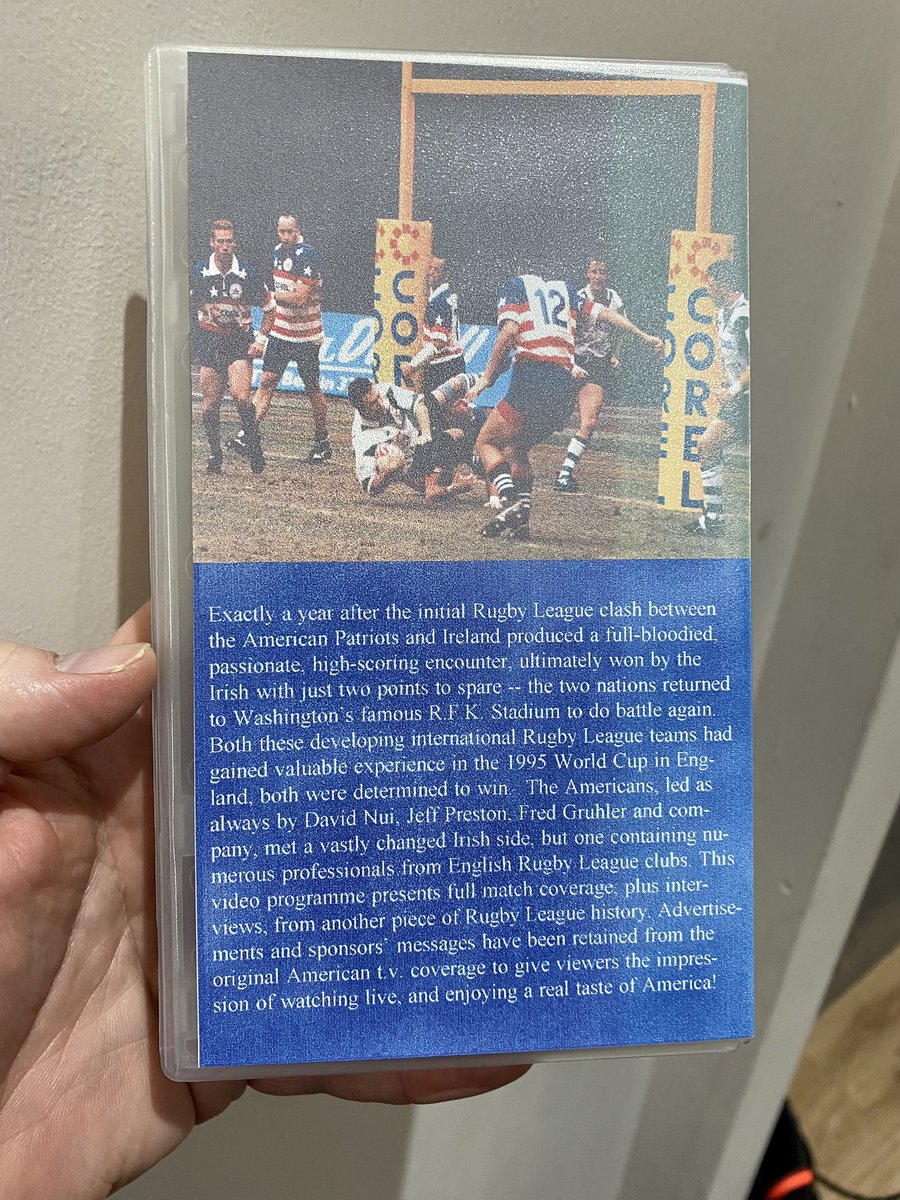 12
COREL
Exactly a year after the initial Rugby League clash between
the American Patriots and Ireland produced a full-bloodied,
passionate, high-scoring encounter, ultimately won by the
Irish with just two points to spare -- the two nations returned
to Washington's famous R.F.K. Stadium to do battle again.
Both these developing international Rugby League teams had
gained valuable experience in the 1995 World Cup in Eng-
land, both were determined to win.  The Americans, led as
always by David Nui, Jeff Preston, Fred Gruhler and com-
pany, met a vastly changed Irish side, but one containing nu-
merous professionals from English Rugby League clubs. This
video programme presents full match coverage, plus inter-
views, from another piece of Rugby League history. Advertise-
ments and sponsors' messages have been retained from the
original American t.v. coverage to give viewers the impres-
sion of watching live, and enjoying a real taste of America!